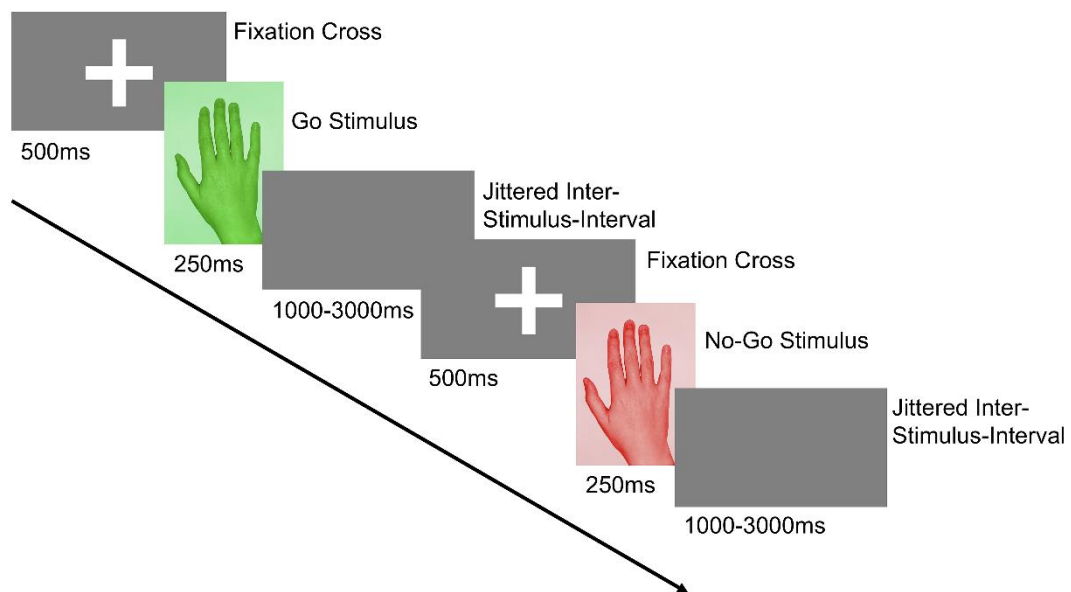 Fixation Cross
500ms
Go Stimulus
250ms
Jittered Inter-
Stimulus-Interval
1000-3000ms
Fixation Cross
500ms
No-Go Stimulus
250ms
Jittered Inter-
Stimulus-Interval
1000-3000ms